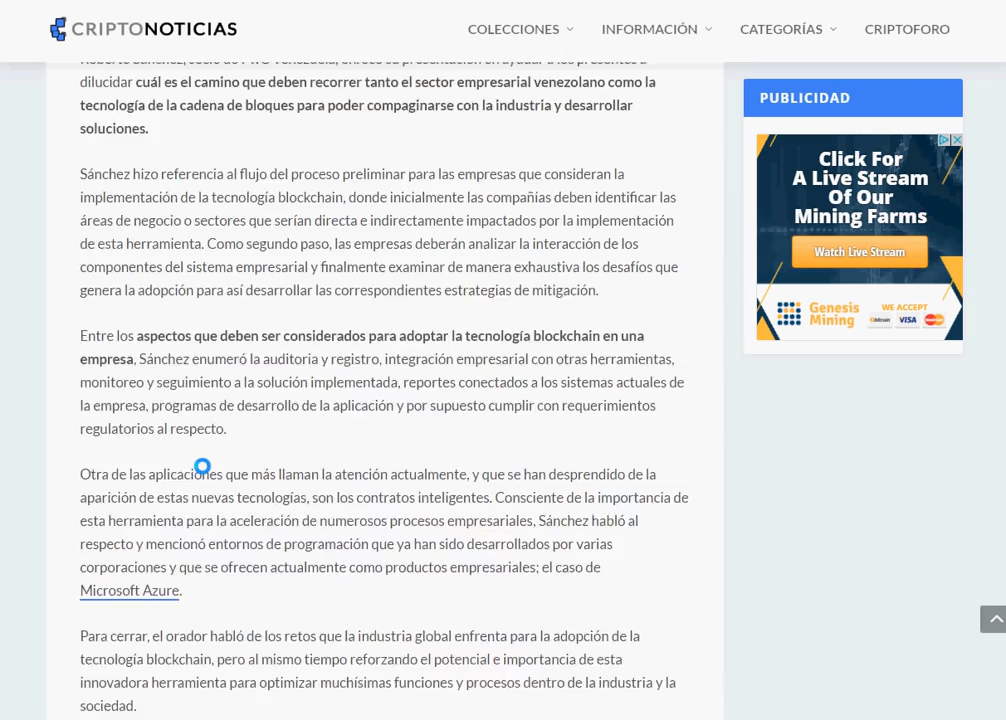 CRIPTONOTICIAS
COLECCIONES
INFORMACIÓN
CATEGORÍAS
CRIPTOFORO
dilucidar cuál es el camino que deben recorrer tanto el sector empresarial venezolano como la
tecnología de la cadena de bloques para poder compaginarse con la industria y desarrollar
soluciones.
Sánchez hizo referencia al flujo del proceso preliminar para las empresas que consideran la
implementación de la tecnología blockchain, donde inicialmente las compañías deben identificar las
áreas de negocio o sectores que serían directa e indirectamente impactados por la implementación
de esta herramienta. Como segundo paso, las empresas deberán analizar la interacción de los
componentes del sistema empresarial y finalmente examinar de manera exhaustiva los desafíos que
genera la adopción para así desarrollar las correspondientes estrategias de mitigación.
Entre los aspectos que deben ser considerados para adoptar la tecnología blockchain en una
empresa, Sánchez enumeró la auditoria y registro, integración empresarial con otras herramientas,
monitoreo y seguimiento a la solución implementada, reportes conectados a los sistemas actuales de
la empresa, programas de desarrollo de la aplicación y por supuesto cumplir con requerimientos
regulatorios al respecto.
Otra de las aplicaciones que más llaman la atención actualmente, y que se han desprendido de la
aparición de estas nuevas tecnologías, son los contratos inteligentes. Consciente de la importancia de
esta herramienta para la aceleración de numerosos procesos empresariales, Sánchez habló al
respecto y mencionó entornos de programación que ya han sido desarrollados por varias
corporaciones y que se ofrecen actualmente como productos empresariales; el caso de
Microsoft Azure.
Para cerrar, el orador habló de los retos que la industria global enfrenta para la adopción de la
tecnología blockchain, pero al mismo tiempo reforzando el potencial e importancia de esta
innovadora herramienta para optimizar muchísimas funciones y procesos dentro de la industria y la
sociedad.
PUBLICIDAD
Click For
A Live Stream
Of Our
Mining Farms
Watch Live Stream
Genesis
Mining
WE ACCEPT
bitcoin
VISA
MasterCard